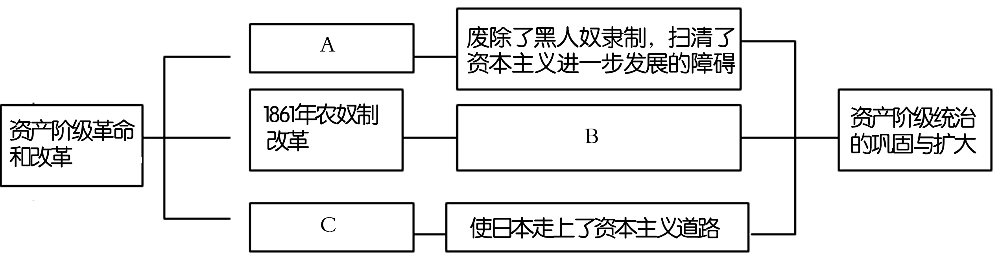 资产阶级革命
和改革
A
废除了黑人奴隶制，扫清了
资本主义进一步发展的障碍
1861年农奴制
改革
B
C
使日本走上了资本主义道路
资产阶级统治
的巩固与扩大